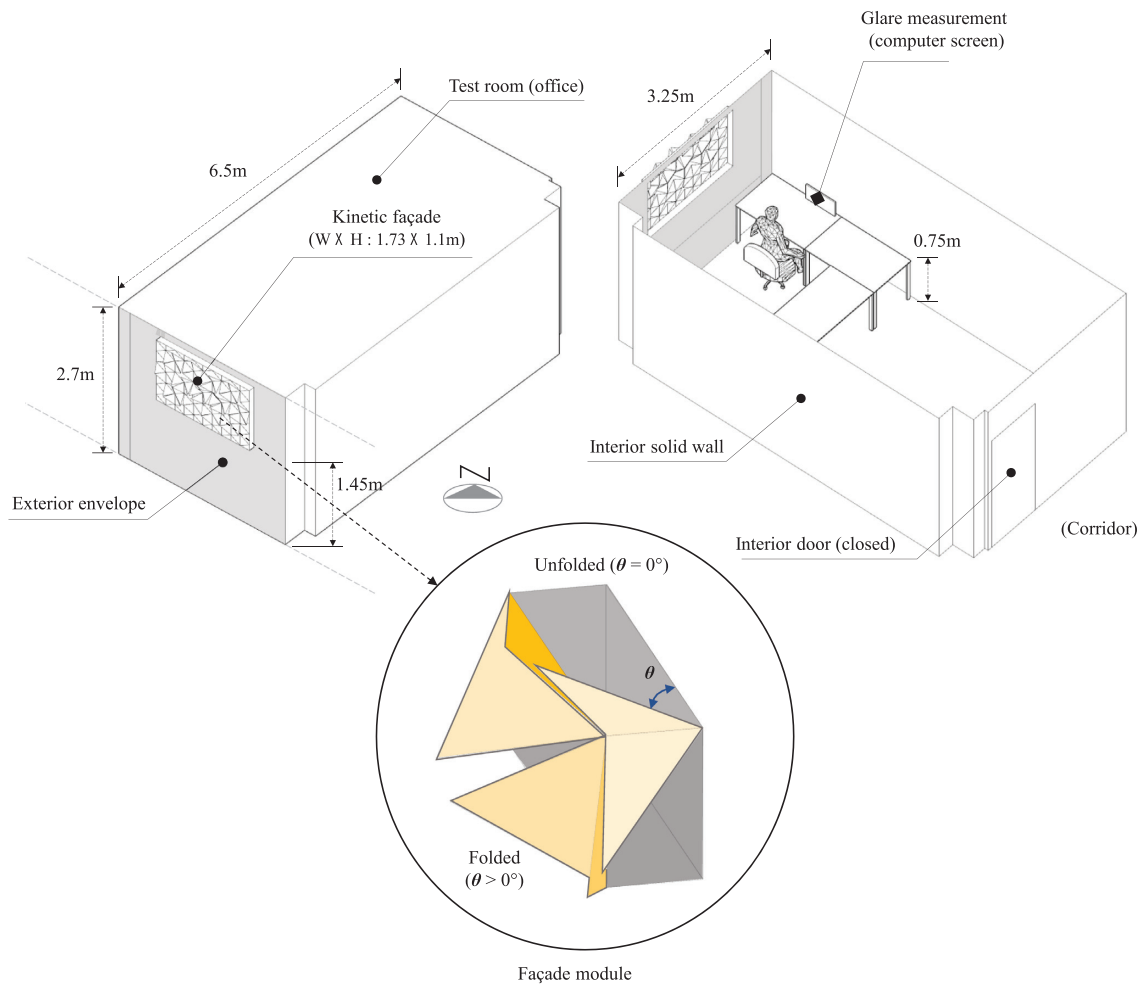 Glare measurement
(computer screen)
Test room (office)
3.25m
6.5m
Kinetic façade
(W X H : 1.73 X 1.1m)
0.75m
2.7m
Interior solid wall
1.45m
Exterior envelope
N
Interior door (closed)
(Corridor)
Unfolded (θ = 0°)
θ
Folded
(θ > 0°)
Façade module